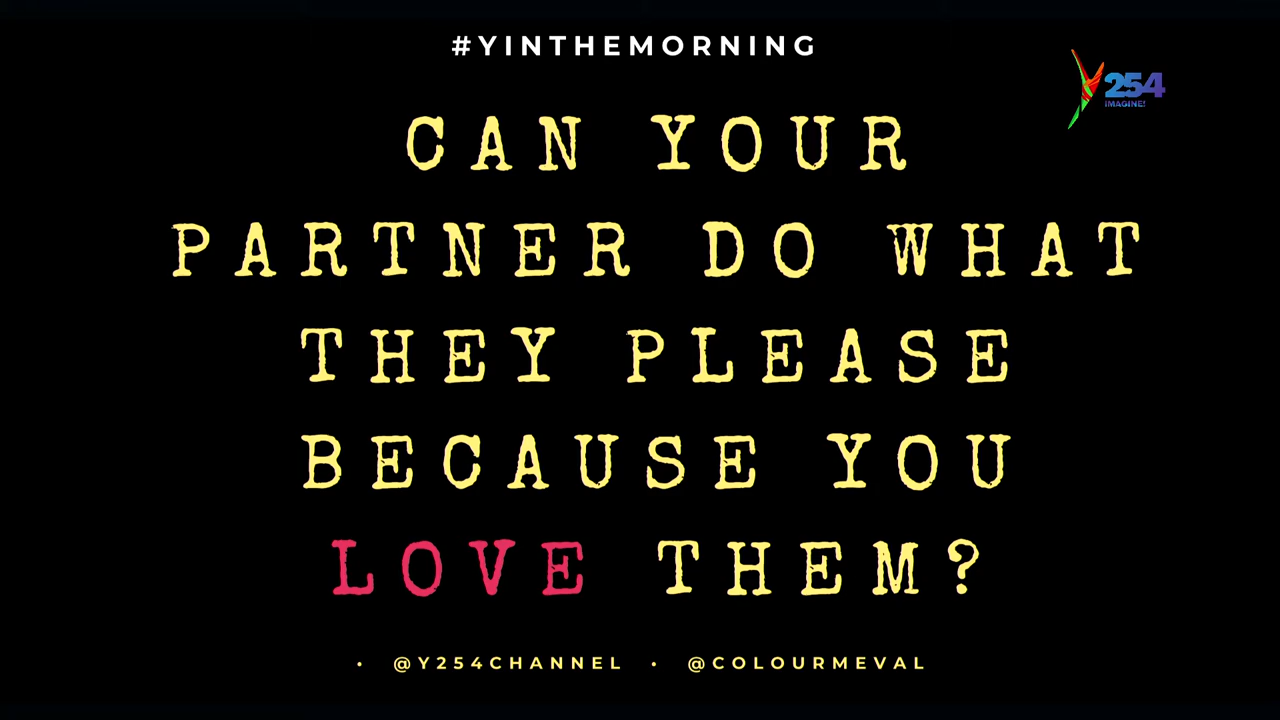 #YINTHEMORNING
Y254
IMAGINE!
CAN YOUR
PARTNER DO WHAT
THEY PLEASE
BECAUSE YOU
LOVE THEM?
• @Y254CHANNEL • @COLOURMEVAL